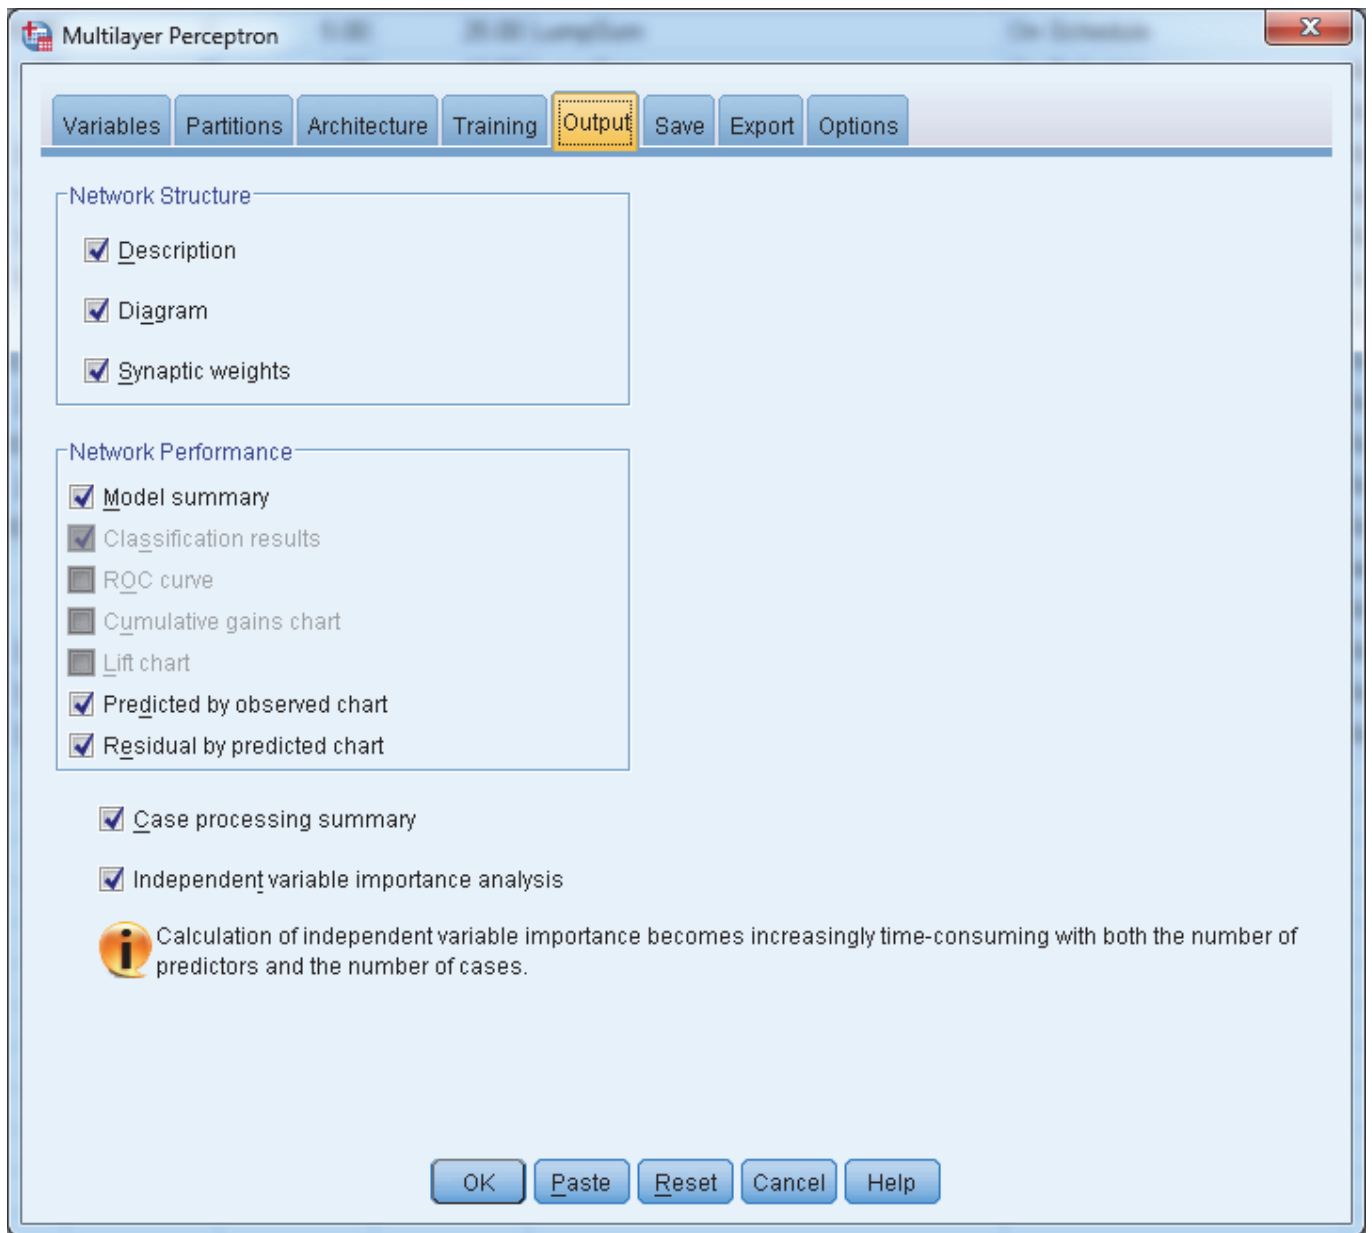 Multilayer Perceptron
Variables Partitions Architecture Training Output Save Export Options
Network Structure
Description
Diagram
Synaptic weights
Network Performance
Model summary
Classification results
ROC curve
Cumulative gains chart
Lift chart
Predicted by observed chart
Residual by predicted chart
Case processing summary
Independent variable importance analysis
Calculation of independent variable importance becomes increasingly time-consuming with both the number of
predictors and the number of cases.
OK Paste Reset Cancel Help